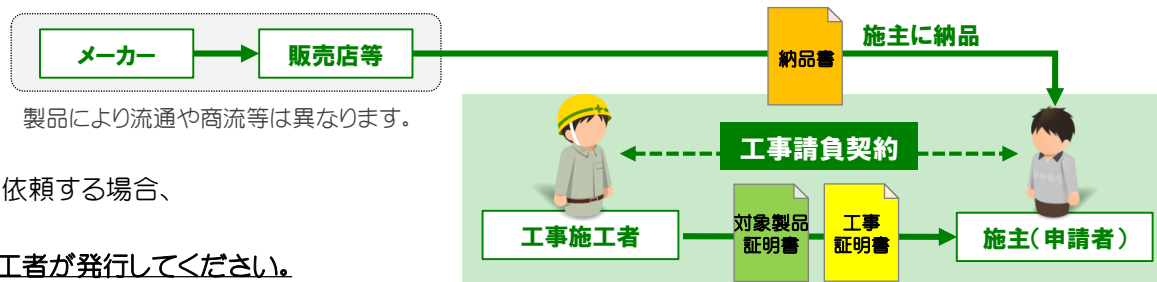 メーカー
販売店等
納品書
施主に納品
製品により流通や商流等は異なります。
工事請負契約
依頼する場合、
工事施工者
対象製品
証明書
工事
証明書
施主（申請者）
工者が発行してください。